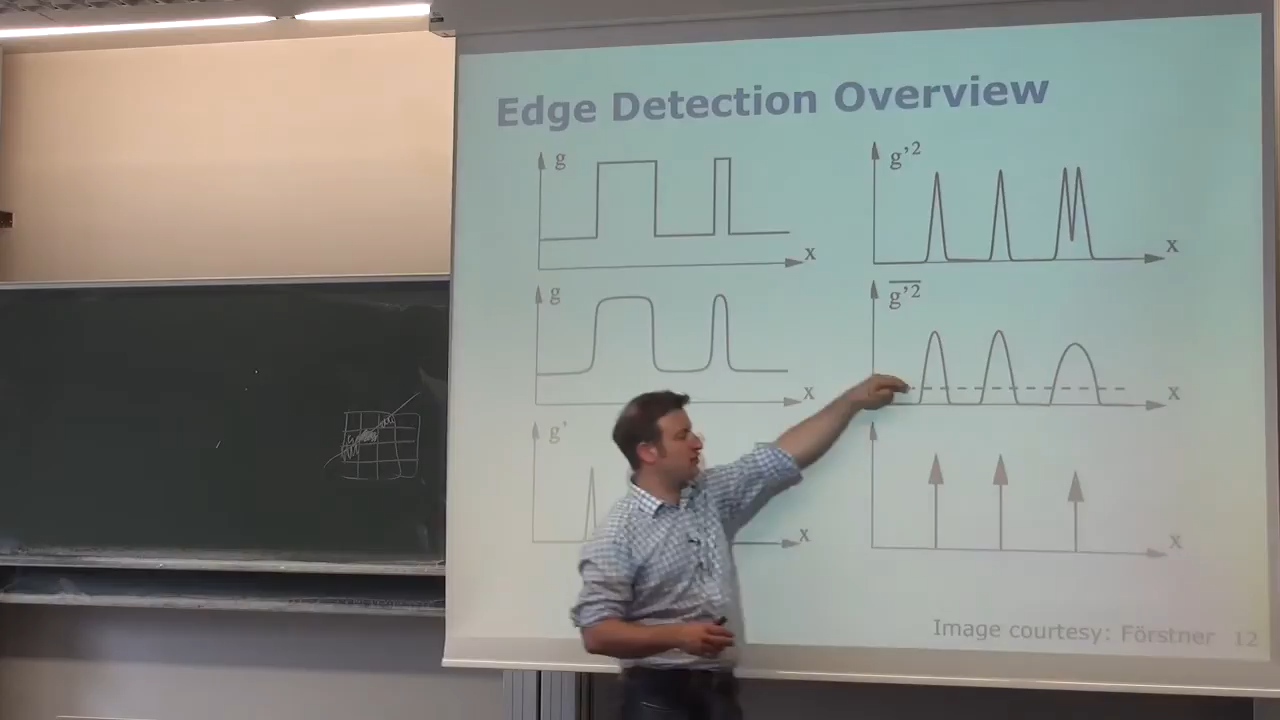 Edge Detection Overview
g
x
g
x
g'
x
g'²
x
g'²
x
x
Image courtesy: Förstner 12